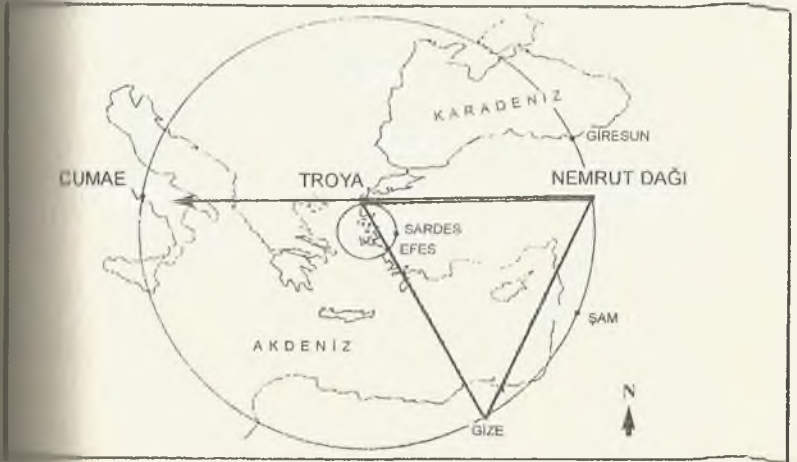 KARADENİZ
GİRESUN
CUMAE
TROYA
NEMRUT DAĞI
SARDES
EFES
ŞAM
AKDENİZ
N
GİZE